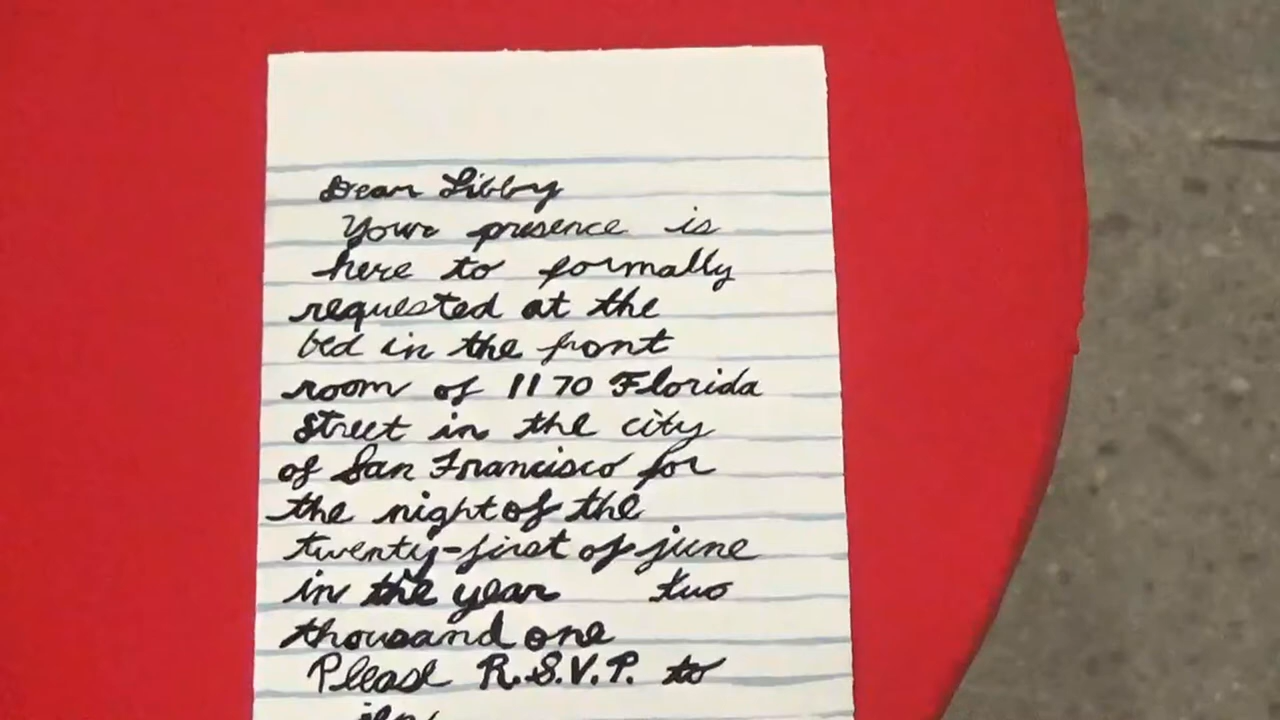 Dear Libby
Your presence is
here to formally
requested at the
bed in the front
room of 1170 Florida
Street in the city
of San Francisco for
the night of the
twenty-first of june
in the year two
thousand one
Please R.S.V.P. to